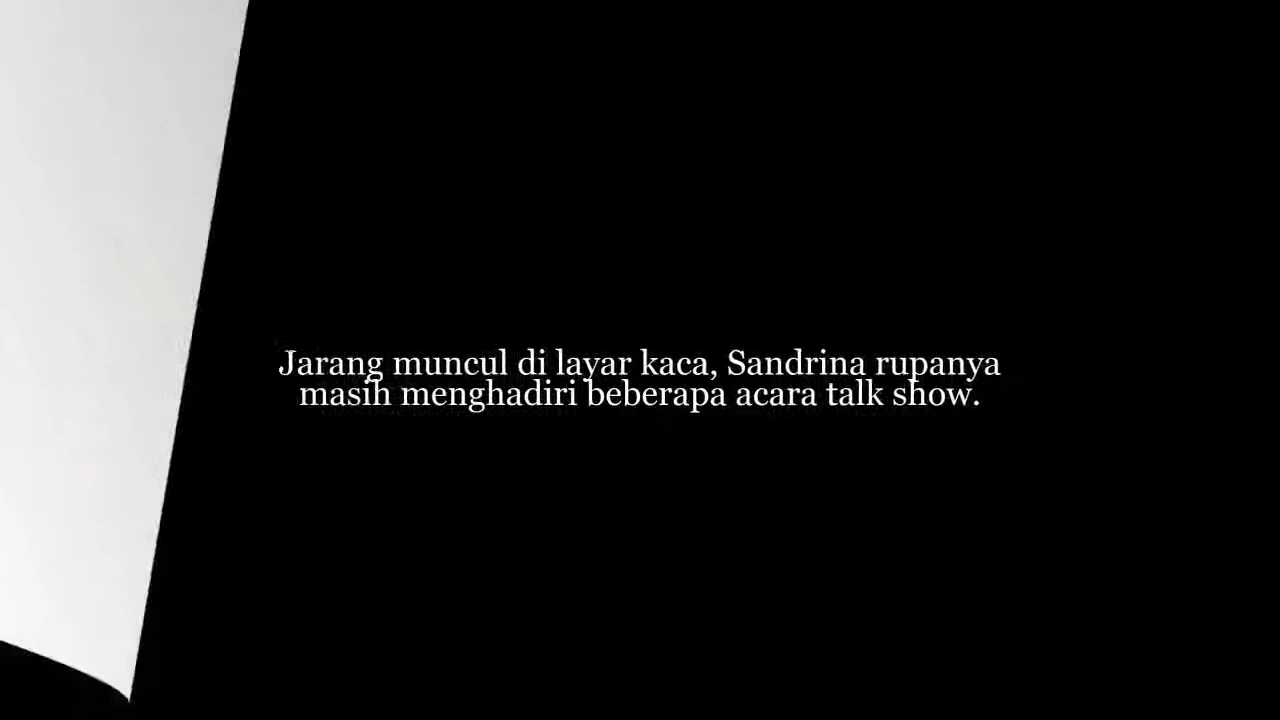 Jarang muncul di layar kaca, Sandrina rupanya
masih menghadiri beberapa acara talk show.